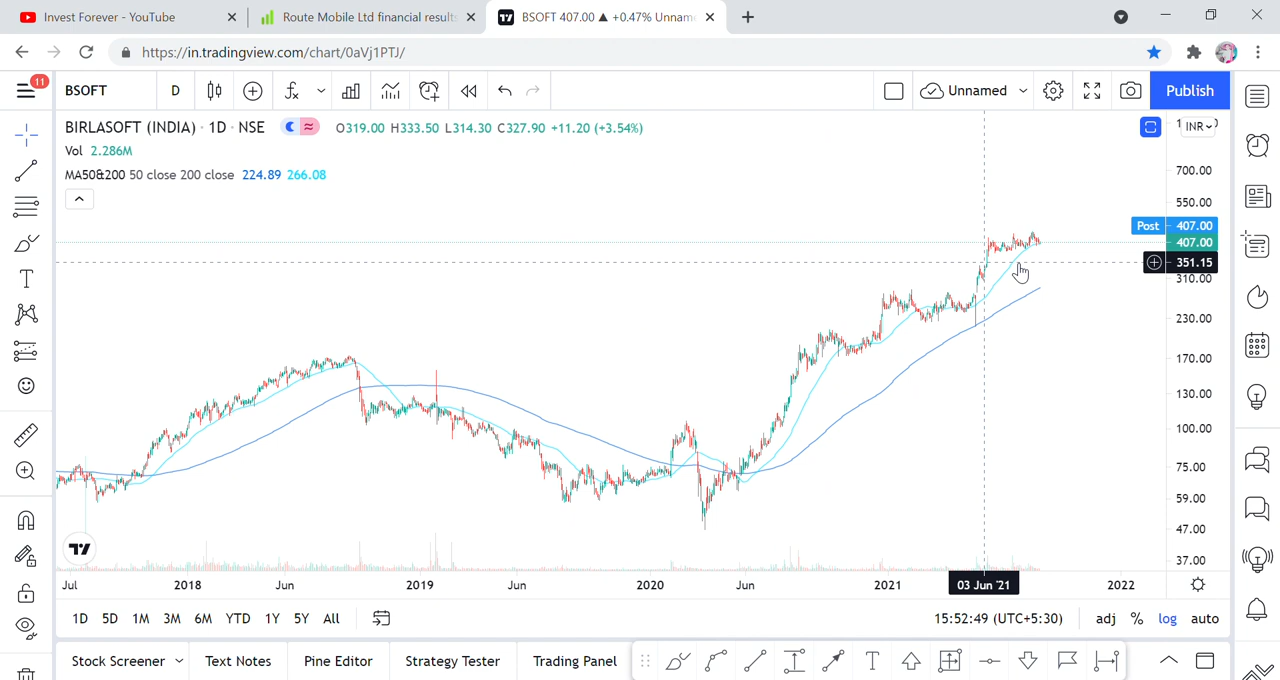 Invest Forever - YouTube
Route Mobile Ltd financial results
BSOFT 407.00 ▲ +0.47% Unnam
https://in.tradingview.com/chart/0aVj1PTJ/
11
BSOFT
D
Unnamed
Publish
BIRLASOFT (INDIA) · 1D · NSE
O319.00 H333.50 L314.30 C327.90 +11.20 (+3.54%)
INR
Vol 2.286M
MA50&200 50 close 200 close 224.89 266.08
700.00
550.00
Post 407.00
407.00
351.15
310.00
230.00
170.00
130.00
100.00
75.00
59.00
47.00
37.00
Jul 2018 Jun 2019 Jun 2020 Jun 2021 03 Jun '21 2022
1D 5D 1M 3M 6M YTD 1Y 5Y All
15:52:49 (UTC+5:30) adj % log auto
Stock Screener Text Notes Pine Editor Strategy Tester Trading Panel